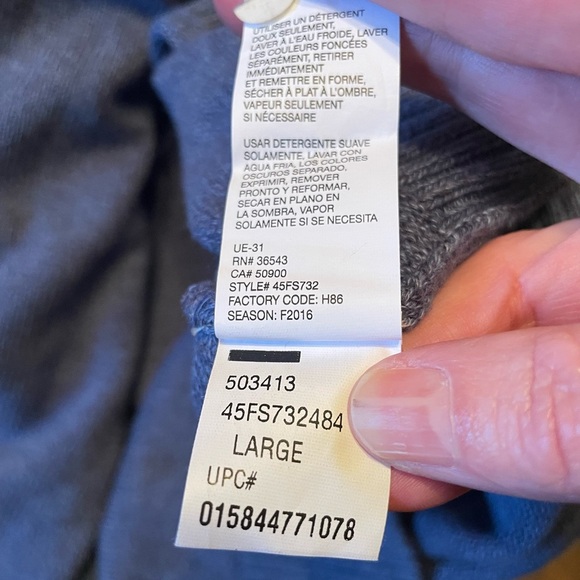 UTILISER UN DÉTERGENT
DOUX SEULEMENT,
LAVER À L'EAU FROIDE, LAVER
LES COULEURS FONCÉES
SÉPARÉMENT, RETIRER
IMMÉDIATEMENT
ET REMETTRE EN FORME,
SÉCHER À PLAT À L'OMBRE,
VAPEUR SEULEMENT
SI NÉCESSAIRE
USAR DETERGENTE SUAVE
SOLAMENTE, LAVAR CON
AGUA FRIA, LOS COLORES
OSCUROS SEPARADO.
EXPRIMIR, REMOVER
PRONTO Y REFORMAR,
SECAR EN PLANO EN
LA SOMBRA, VAPOR
SOLAMENTE SI SE NECESITA
UE-31
RN# 36543
CA# 50900
STYLE# 45FS732
FACTORY CODE: H86
SEASON: F2016
503413
45FS732484
LARGE
UPC#
015844771078